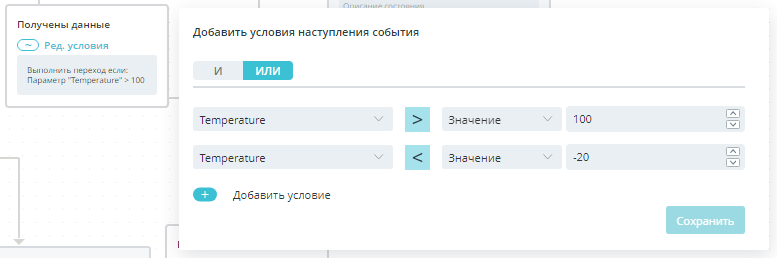 Описание состояния
Получены данные
Ред. условия
Выполнить переход если:
Параметр "Temperature" > 100
Добавить условия наступления события
И
ИЛИ
Temperature > Значение 100
Temperature < Значение -20
+ Добавить условие
Сохранить